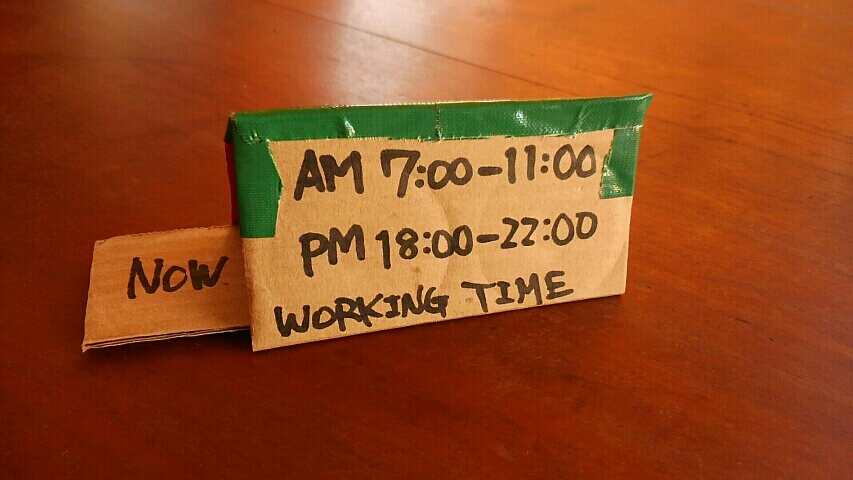 AM 7:00-11:00
PM 18:00-22:00
WORKING TIME
NOW